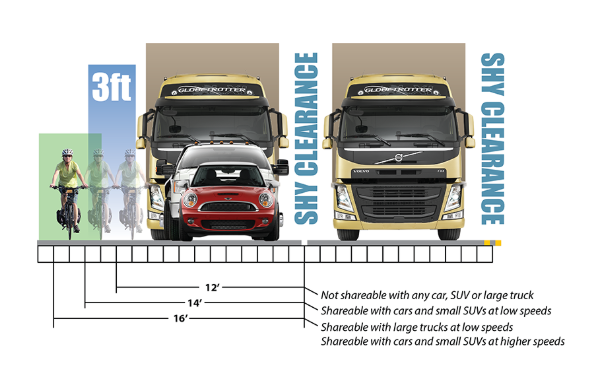 3ft
GLOBETROTTER
SHY CLEARANCE
GLOBETROTTER
VOLVO
SHY CLEARANCE
12’
Not shareable with any car, SUV or large truck
14’
Shareable with cars and small SUVs at low speeds
16’
Shareable with large trucks at low speeds
Shareable with cars and small SUVs at higher speeds